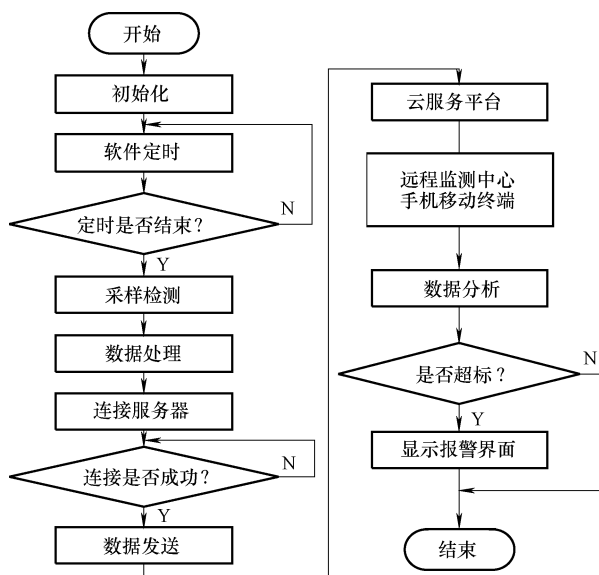 开始
初始化
软件定时
定时是否结束？
N
Y
采样检测
数据处理
连接服务器
连接是否成功？
N
Y
数据发送
云服务平台
远程监测中心
手机移动终端
数据分析
是否超标？
N
Y
显示报警界面
结束